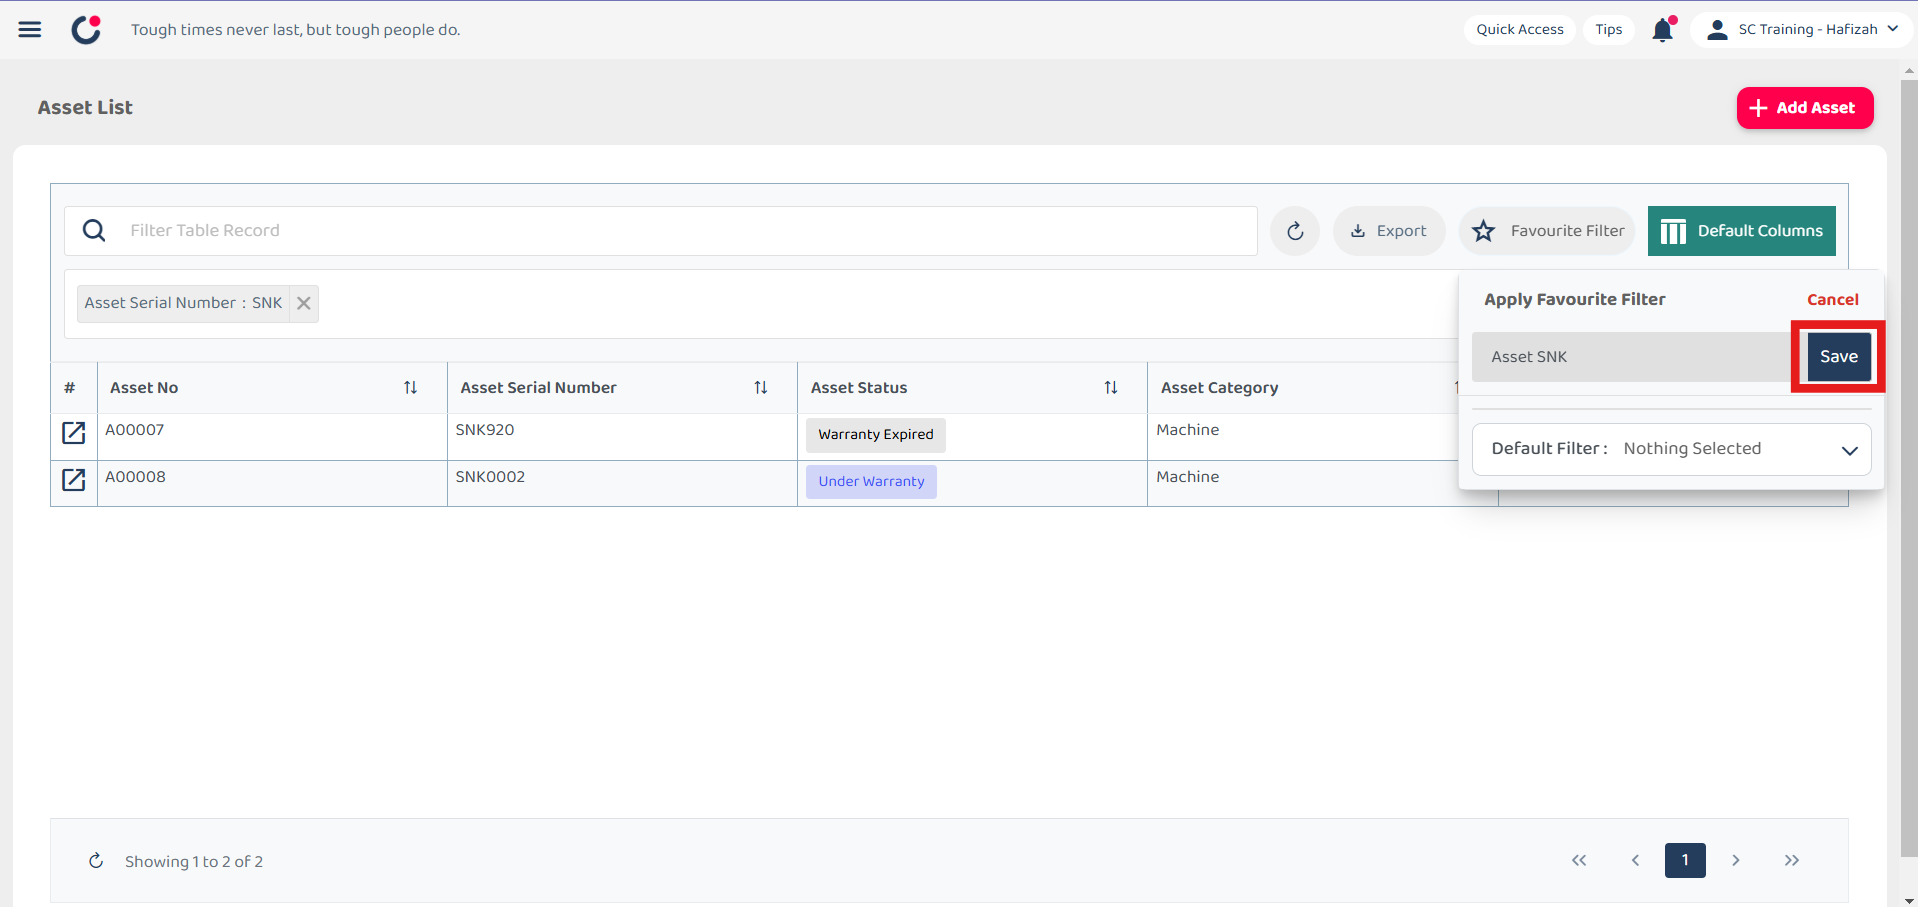 Tough times never last, but tough people do.
Quick Access
Tips
SC Training - Hafizah
Asset List
+ Add Asset
Filter Table Record
Export
Favourite Filter
Default Columns
Asset Serial Number : SNK
Apply Favourite Filter
Cancel
Asset SNK
Save
Default Filter : Nothing Selected
# Asset No Asset Serial Number Asset Status Asset Category
A00007 SNK920 Warranty Expired Machine
A00008 SNK0002 Under Warranty Machine
Showing 1 to 2 of 2
« ‹ 1 › »